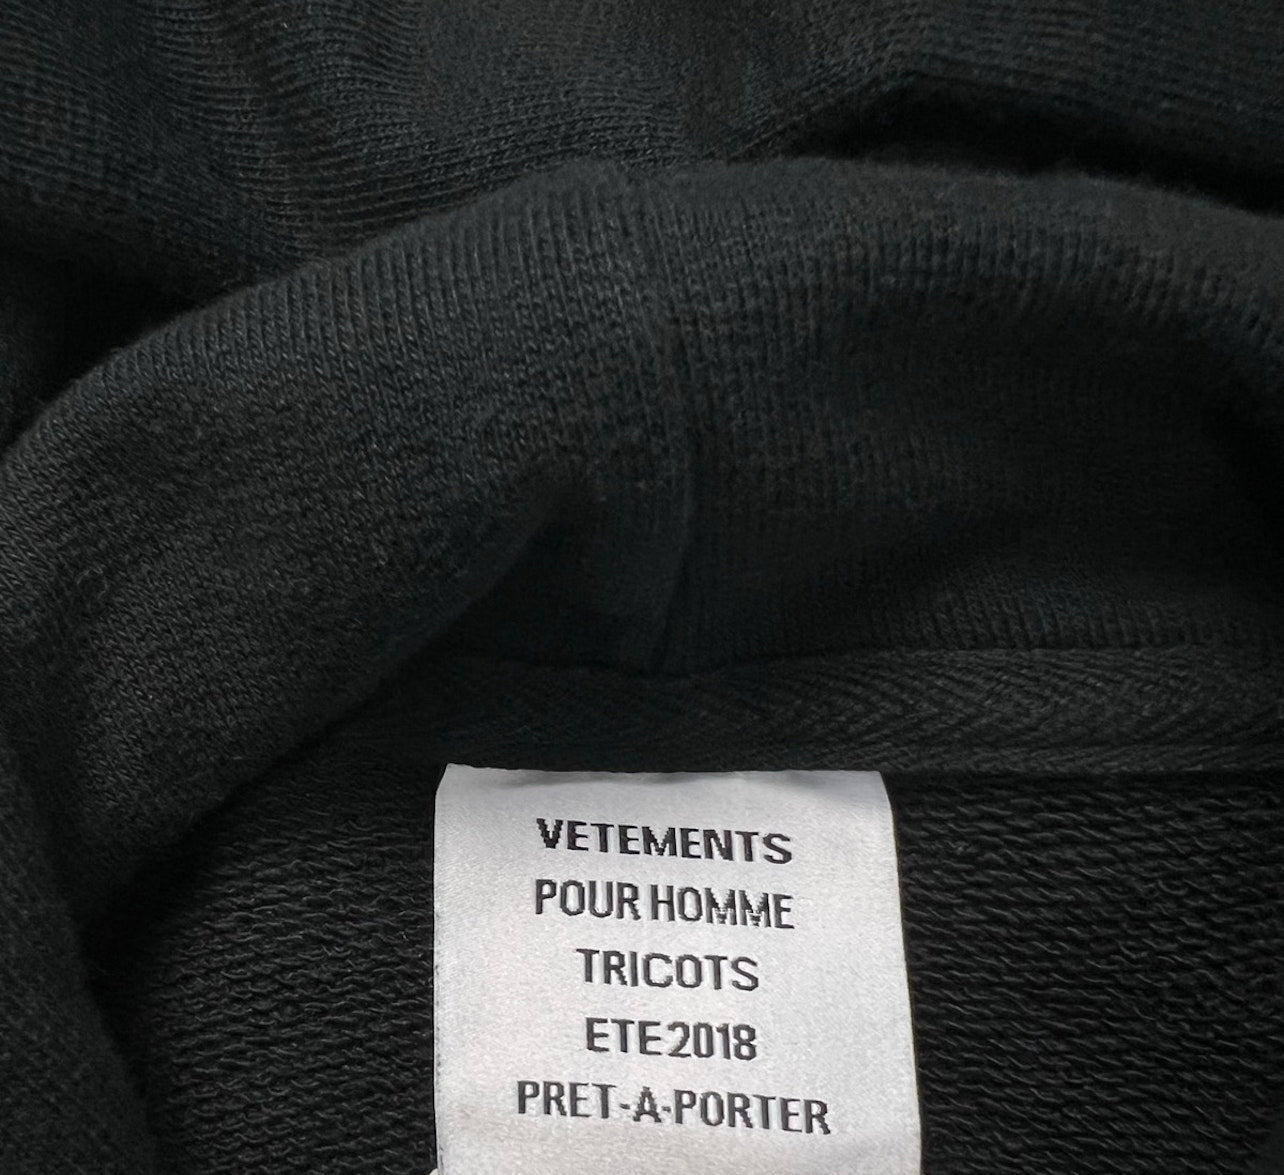 VETEMENTS
POUR HOMME
TRICOTS
ETE 2018
PRET-A-PORTER